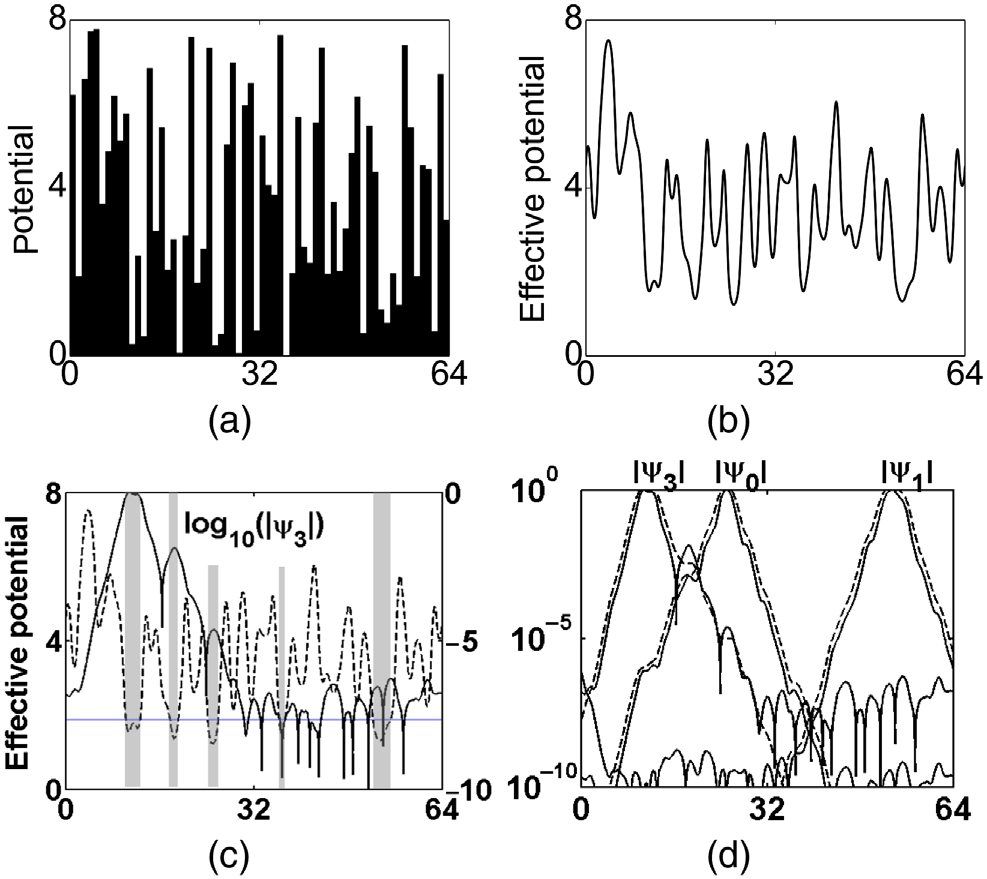 8
8
Potential
Effective potential
4
4
0
0
0
32
64
0
32
64
(a)
(b)
|Ψ3|
|Ψ0|
|Ψ1|
8
0
10^0
log10(|ψ3|)
Effective potential
4
−5
10^-5
0
−10
10^-10
0
32
64
0
32
64
(c)
(d)